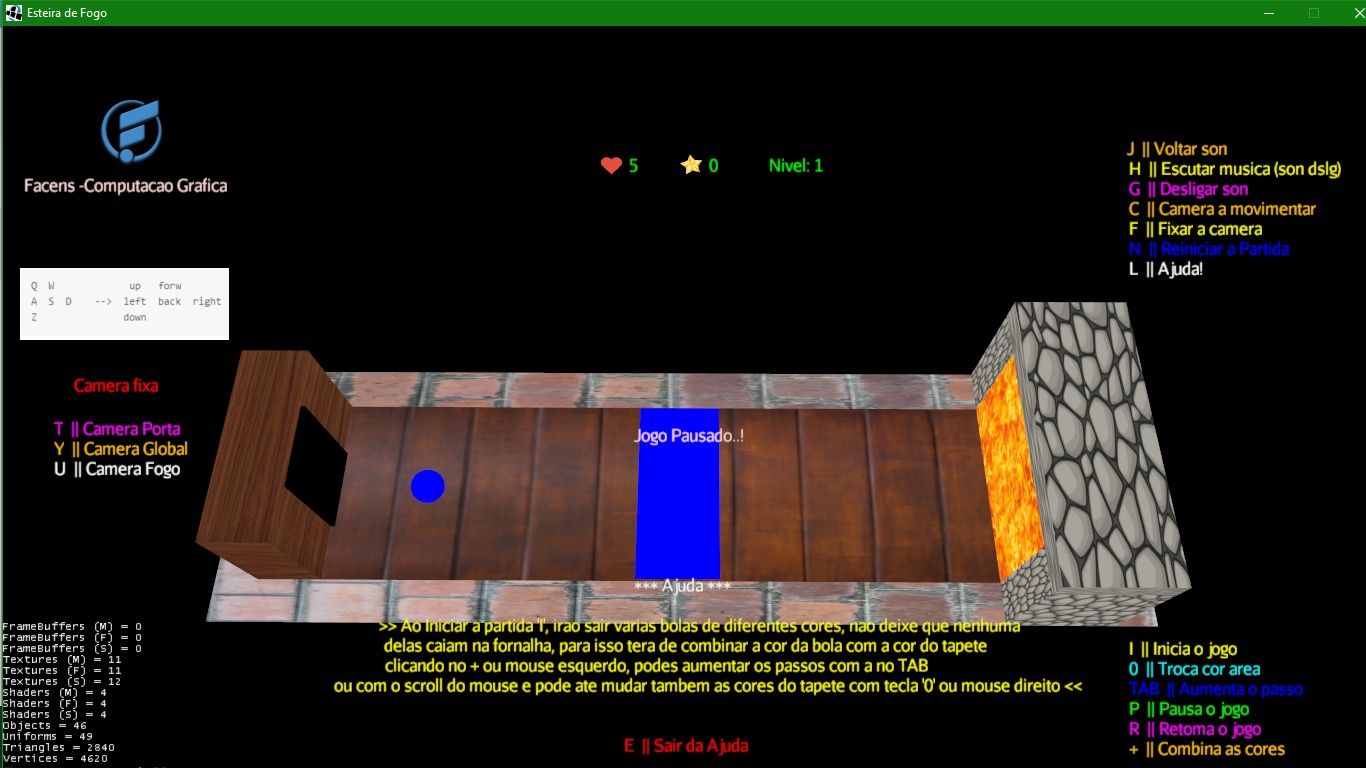 Esteira de Fogo
Facens -Computacao Grafica
5 0 Nivel: 1
J || Voltar son
H || Escutar musica (son dslg)
G || Desligar son
C || Camera a movimentar
F || Fixar a camera
N || Reiniciar a Partida
L || Ajuda!
Q W up forw
A S D --> left back right
Z down
Camera fixa
T || Camera Porta
Y || Camera Global
U || Camera Fogo
Jogo Pausado..!
*** Ajuda ***
>> Ao Iniciar a partida 'I', irao sair varias bolas de diferentes cores, nao deixe que nenhuma
delas caiam na fornalha, para isso tera de combinar a cor da bola com a cor do tapete
clicando no + ou mouse esquerdo, podes aumentar os passos com a no TAB
ou com o scroll do mouse e pode ate mudar tambem as cores do tapete com tecla '0' ou mouse direito <<
E || Sair da Ajuda
FrameBuffers (M) = 0
FrameBuffers (F) = 0
FrameBuffers (S) = 0
Textures (M) = 11
Textures (F) = 11
Textures (S) = 12
Shaders (M) = 4
Shaders (F) = 4
Shaders (S) = 4
Objects = 46
Uniforms = 49
Triangles = 2840
Vertices = 4620
I || Inicia o jogo
0 || Troca cor area
TAB || Aumenta o passo
P || Pausa o jogo
R || Retoma o jogo
+ || Combina as cores